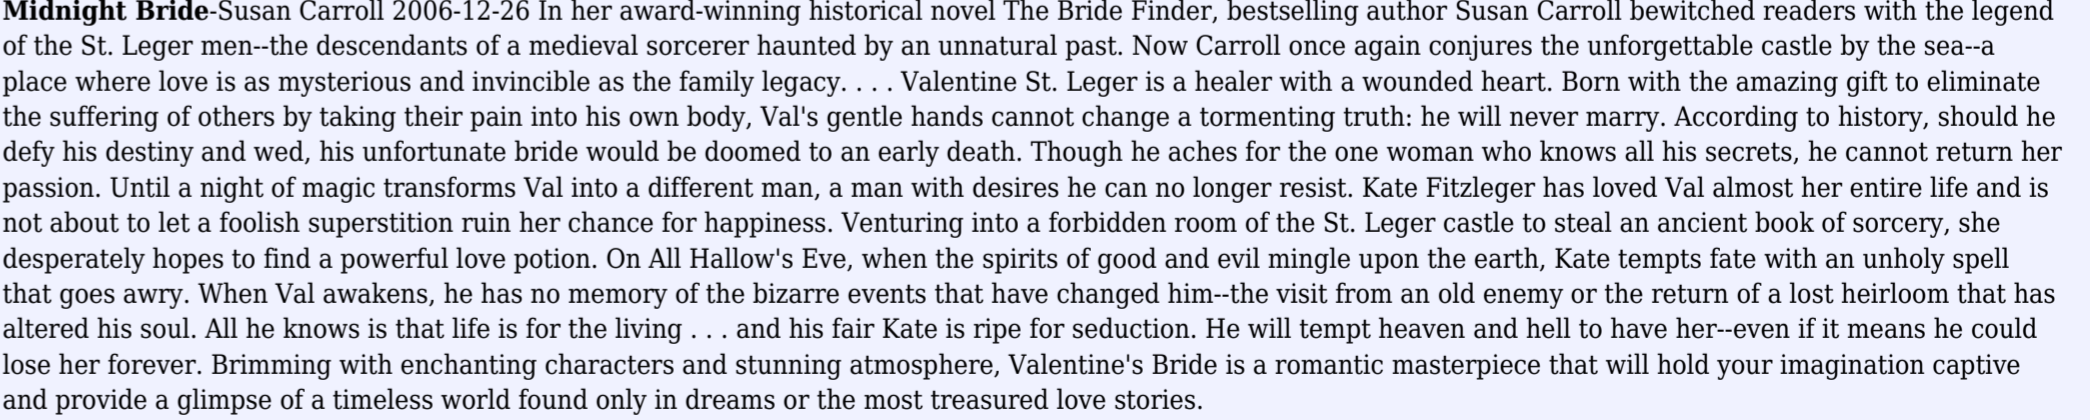 Midnight Bride-Susan Carroll 2006-12-26 In her award-winning historical novel The Bride Finder, bestselling author Susan Carroll bewitched readers with the legend
of the St. Leger men--the descendants of a medieval sorcerer haunted by an unnatural past. Now Carroll once again conjures the unforgettable castle by the sea--a
place where love is as mysterious and invincible as the family legacy. . . . Valentine St. Leger is a healer with a wounded heart. Born with the amazing gift to eliminate
the suffering of others by taking their pain into his own body, Val's gentle hands cannot change a tormenting truth: he will never marry. According to history, should he
defy his destiny and wed, his unfortunate bride would be doomed to an early death. Though he aches for the one woman who knows all his secrets, he cannot return her
passion. Until a night of magic transforms Val into a different man, a man with desires he can no longer resist. Kate Fitzleger has loved Val almost her entire life and is
not about to let a foolish superstition ruin her chance for happiness. Venturing into a forbidden room of the St. Leger castle to steal an ancient book of sorcery, she
desperately hopes to find a powerful love potion. On All Hallow's Eve, when the spirits of good and evil mingle upon the earth, Kate tempts fate with an unholy spell
that goes awry. When Val awakens, he has no memory of the bizarre events that have changed him--the visit from an old enemy or the return of a lost heirloom that has
altered his soul. All he knows is that life is for the living . . . and his fair Kate is ripe for seduction. He will tempt heaven and hell to have her--even if it means he could
lose her forever. Brimming with enchanting characters and stunning atmosphere, Valentine's Bride is a romantic masterpiece that will hold your imagination captive
and provide a glimpse of a timeless world found only in dreams or the most treasured love stories.